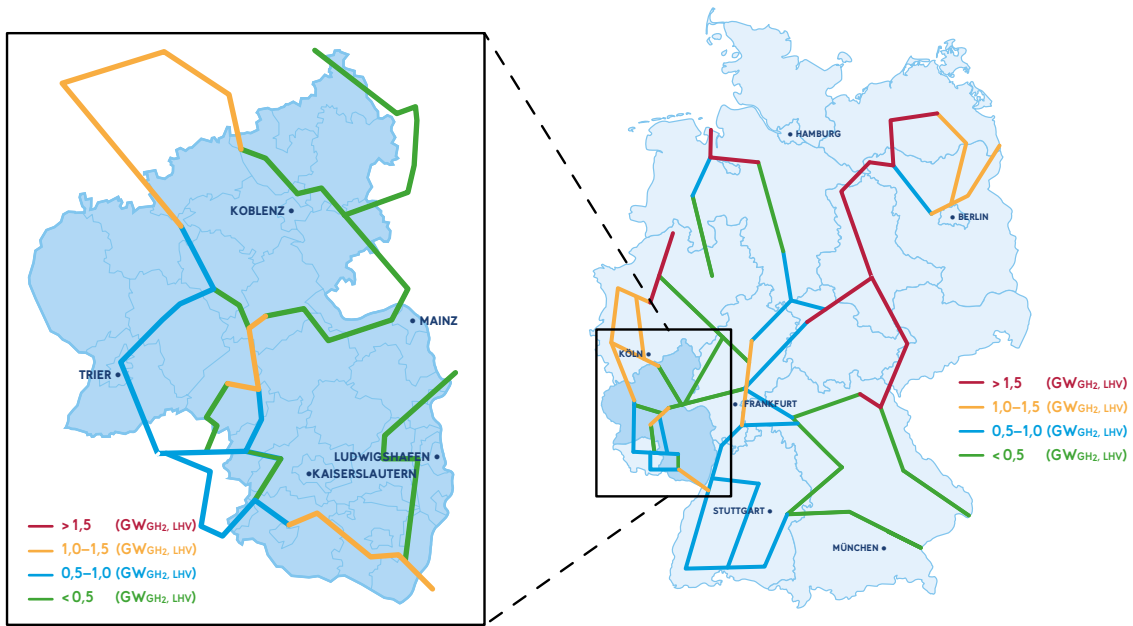 KOBLENZ
MAINZ
TRIER
LUDWIGSHAFEN
KAISERSLAUTERN
> 1,5 (GWGH2, LHV)
1,0–1,5 (GWGH2, LHV)
0,5–1,0 (GWGH2, LHV)
< 0,5 (GWGH2, LHV)
HAMBURG
BERLIN
KÖLN
FRANKFURT
STUTTGART
MÜNCHEN
> 1,5 (GWGH2, LHV)
1,0–1,5 (GWGH2, LHV)
0,5–1,0 (GWGH2, LHV)
< 0,5 (GWGH2, LHV)